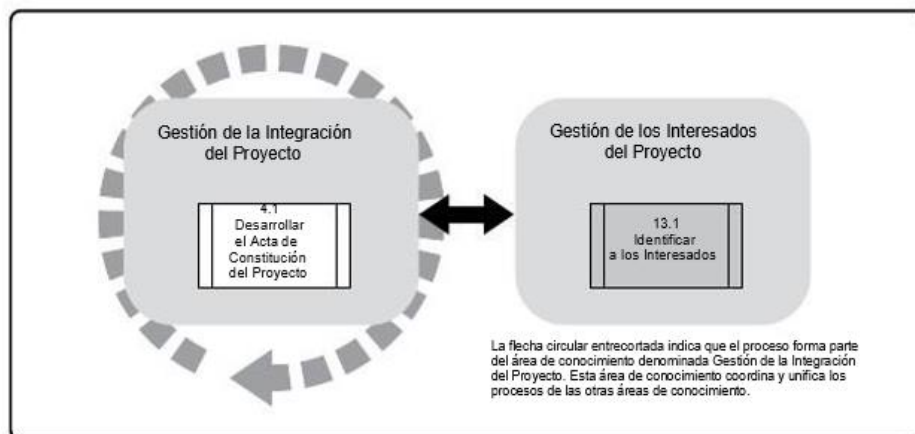 Gestión de la Integración
del Proyecto
4.1
Desarrollar
el Acta de
Constitución
del Proyecto
Gestión de los Interesados
del Proyecto
13.1
Identificar
a los Interesados
La flecha circular entrecortada indica que el proceso forma parte
del área de conocimiento denominada Gestión de la Integración
del Proyecto. Esta área de conocimiento coordina y unifica los
procesos de las otras áreas de conocimiento.